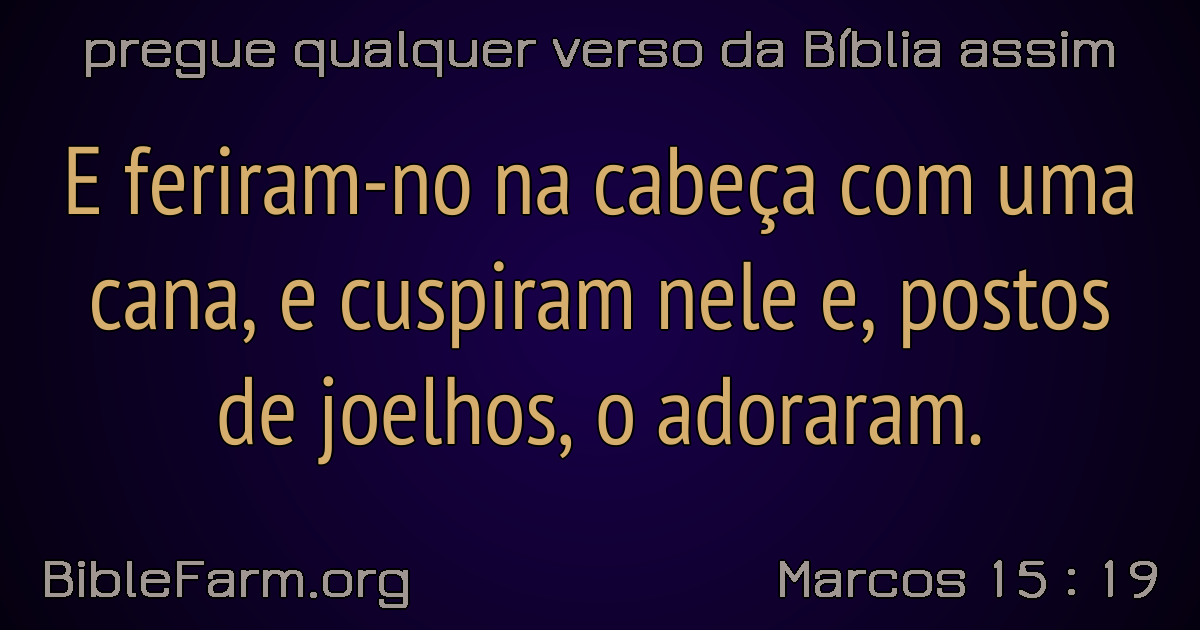 pregue qualquer verso da Bíblia assim
E feriram-no na cabeça com uma
cana, e cuspiram nele e, postos
de joelhos, o adoraram.
BibleFarm.org
Marcos 15 : 19